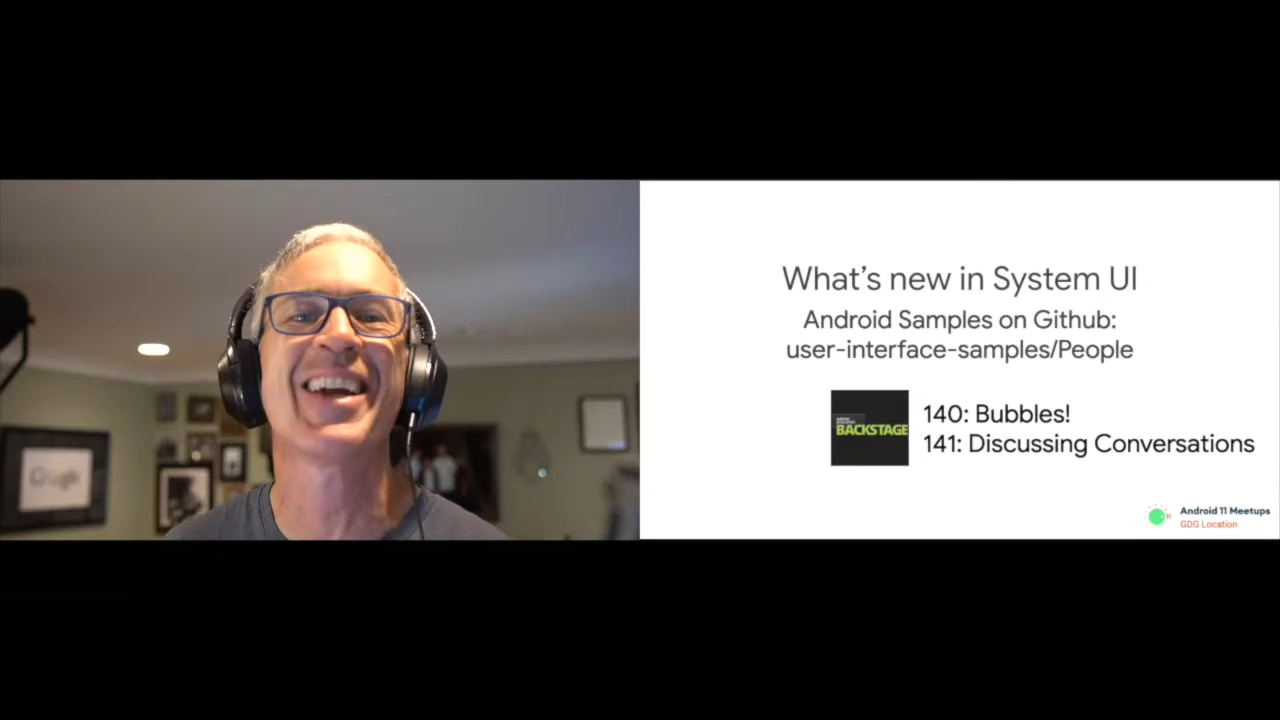 What's new in System UI
Android Samples on Github:
user-interface-samples/People
BACKSTAGE
140: Bubbles!
141: Discussing Conversations
Android 11 Meetups
GDG Location